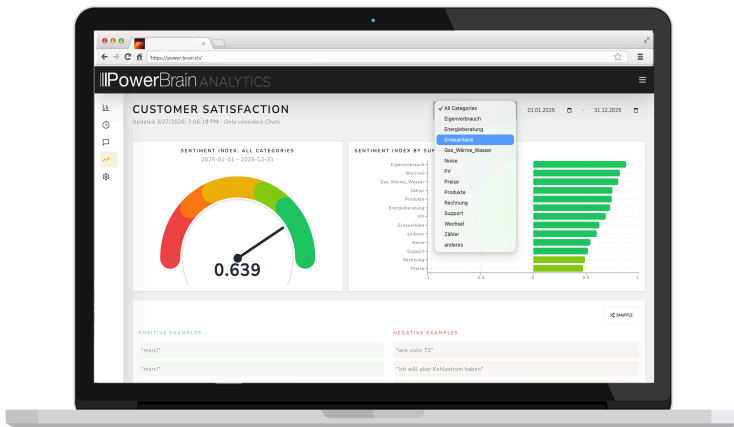 https://power-brain.ch/
PowerBrain ANALYTICS
CUSTOMER SATISFACTION
Updated 3/27/2026, 7:06:19 PM - Only considers Chats
01.01.2025 – 31.12.2025
✓ All Categories
Eigenverbrauch
Energieberatung
Erneuerbare
Gas_Wärme_Wasser
Noise
PV
Preise
Produkte
Rechnung
Support
Wechsel
Zähler
anderes
SENTIMENT INDEX: ALL CATEGORIES
2025-01-01 – 2025-12-31
0.639
SENTIMENT INDEX BY SUP
Eigenverbrauch
Wechsel
Gas_Wärme_Wasser
Zähler
Produkte
Energieberatung
PV
Erneuerbare
anderes
Noise
Support
Rechnung
Preise
-1 -0.5 0 0.5 1
SHUFFLE
POSITIVE EXAMPLES
"merci"
"merci"
NEGATIVE EXAMPLES
"wie viele TS"
"Ich will aber Kohlestrom haben"